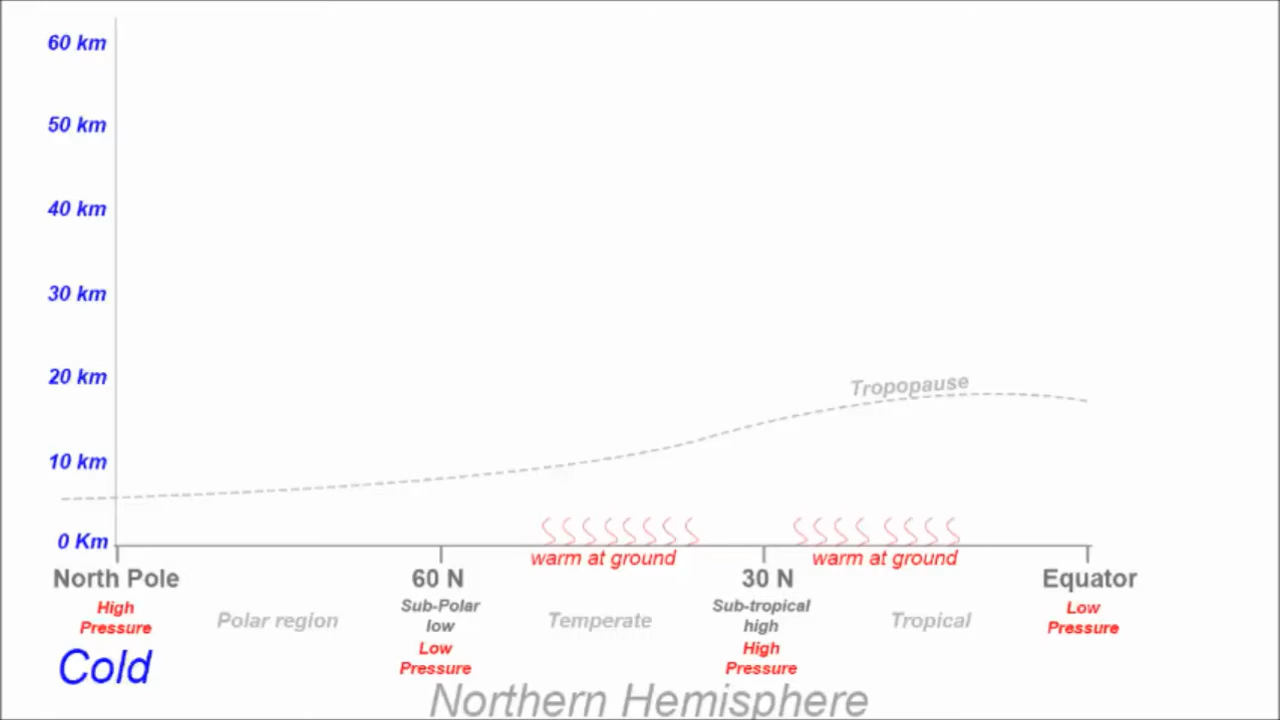 60 km
50 km
40 km
30 km
20 km
Tropopause
10 km
0 Km
warm at ground
warm at ground
North Pole
60 N
30 N
Equator
High
Pressure
Polar region
Sub-Polar
low
Low
Pressure
Temperate
Sub-tropical
high
High
Pressure
Tropical
Low
Pressure
Cold
Northern Hemisphere